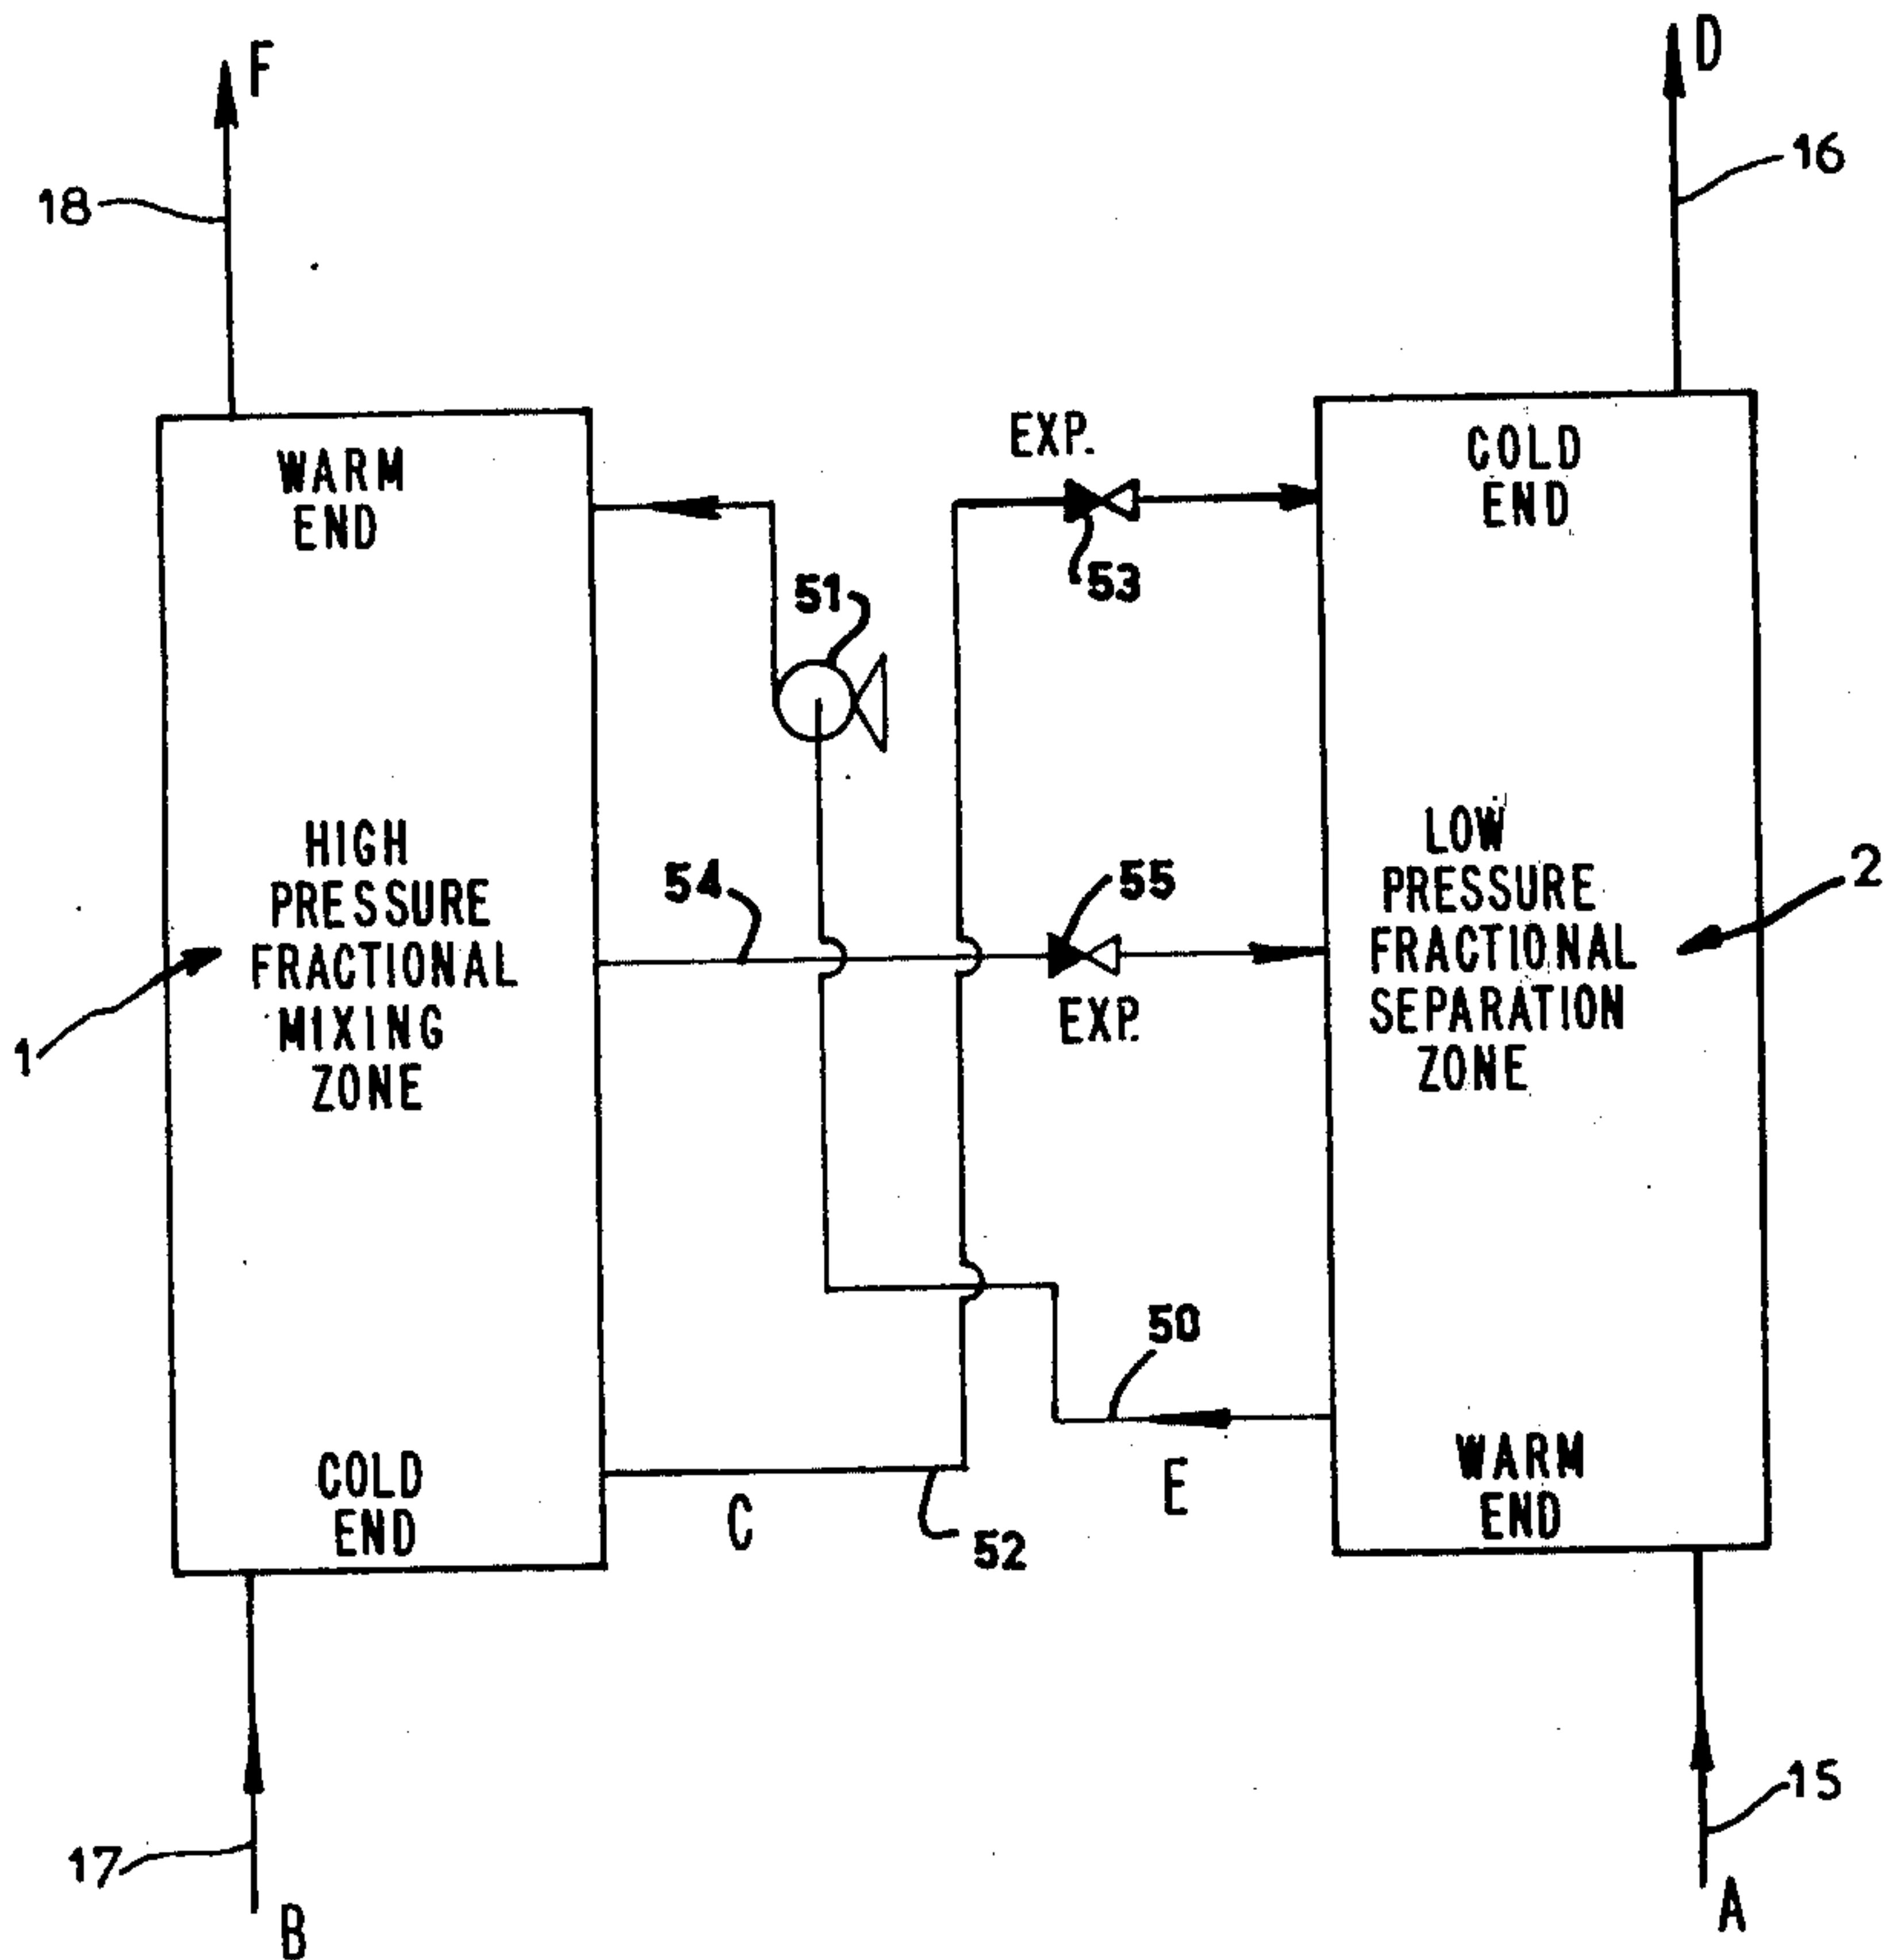 F
D
16
18
WARM
END
EXP.
COLD
END
51
53
HIGH
PRESSURE
FRACTIONAL
MIXING
ZONE
54
55
LOW
PRESSURE
FRACTIONAL
SEPARATION
ZONE
2
1
EXP.
50
COLD
END
C
E
WARM
END
52
17
15
B
A